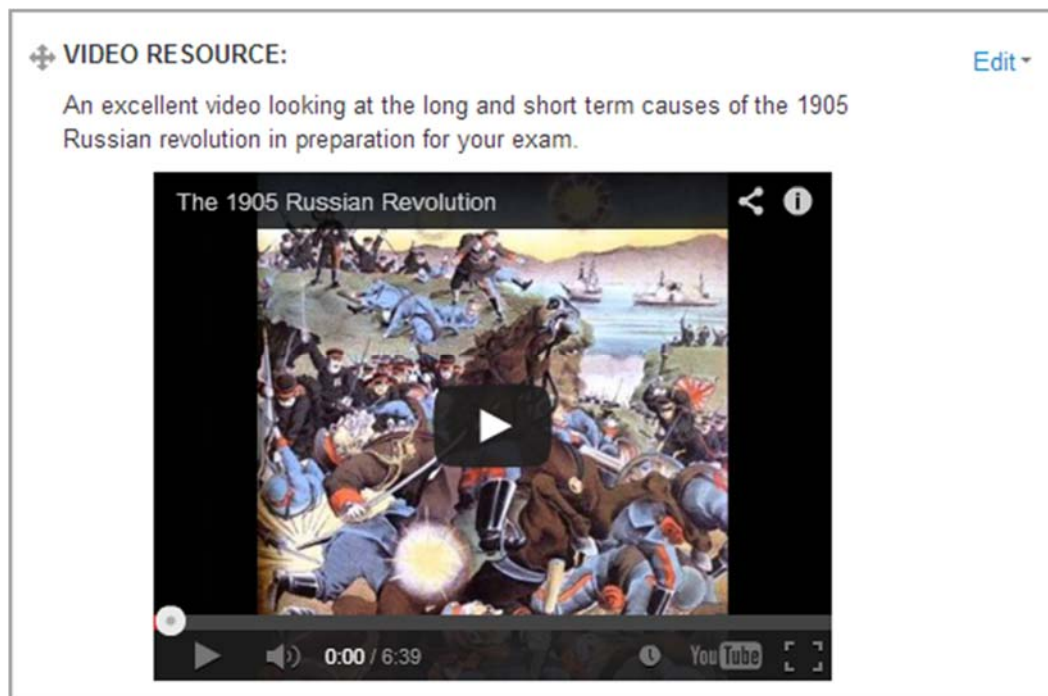 VIDEO RESOURCE:
Edit
An excellent video looking at the long and short term causes of the 1905
Russian revolution in preparation for your exam.
The 1905 Russian Revolution
0:00 / 6:39
YouTube